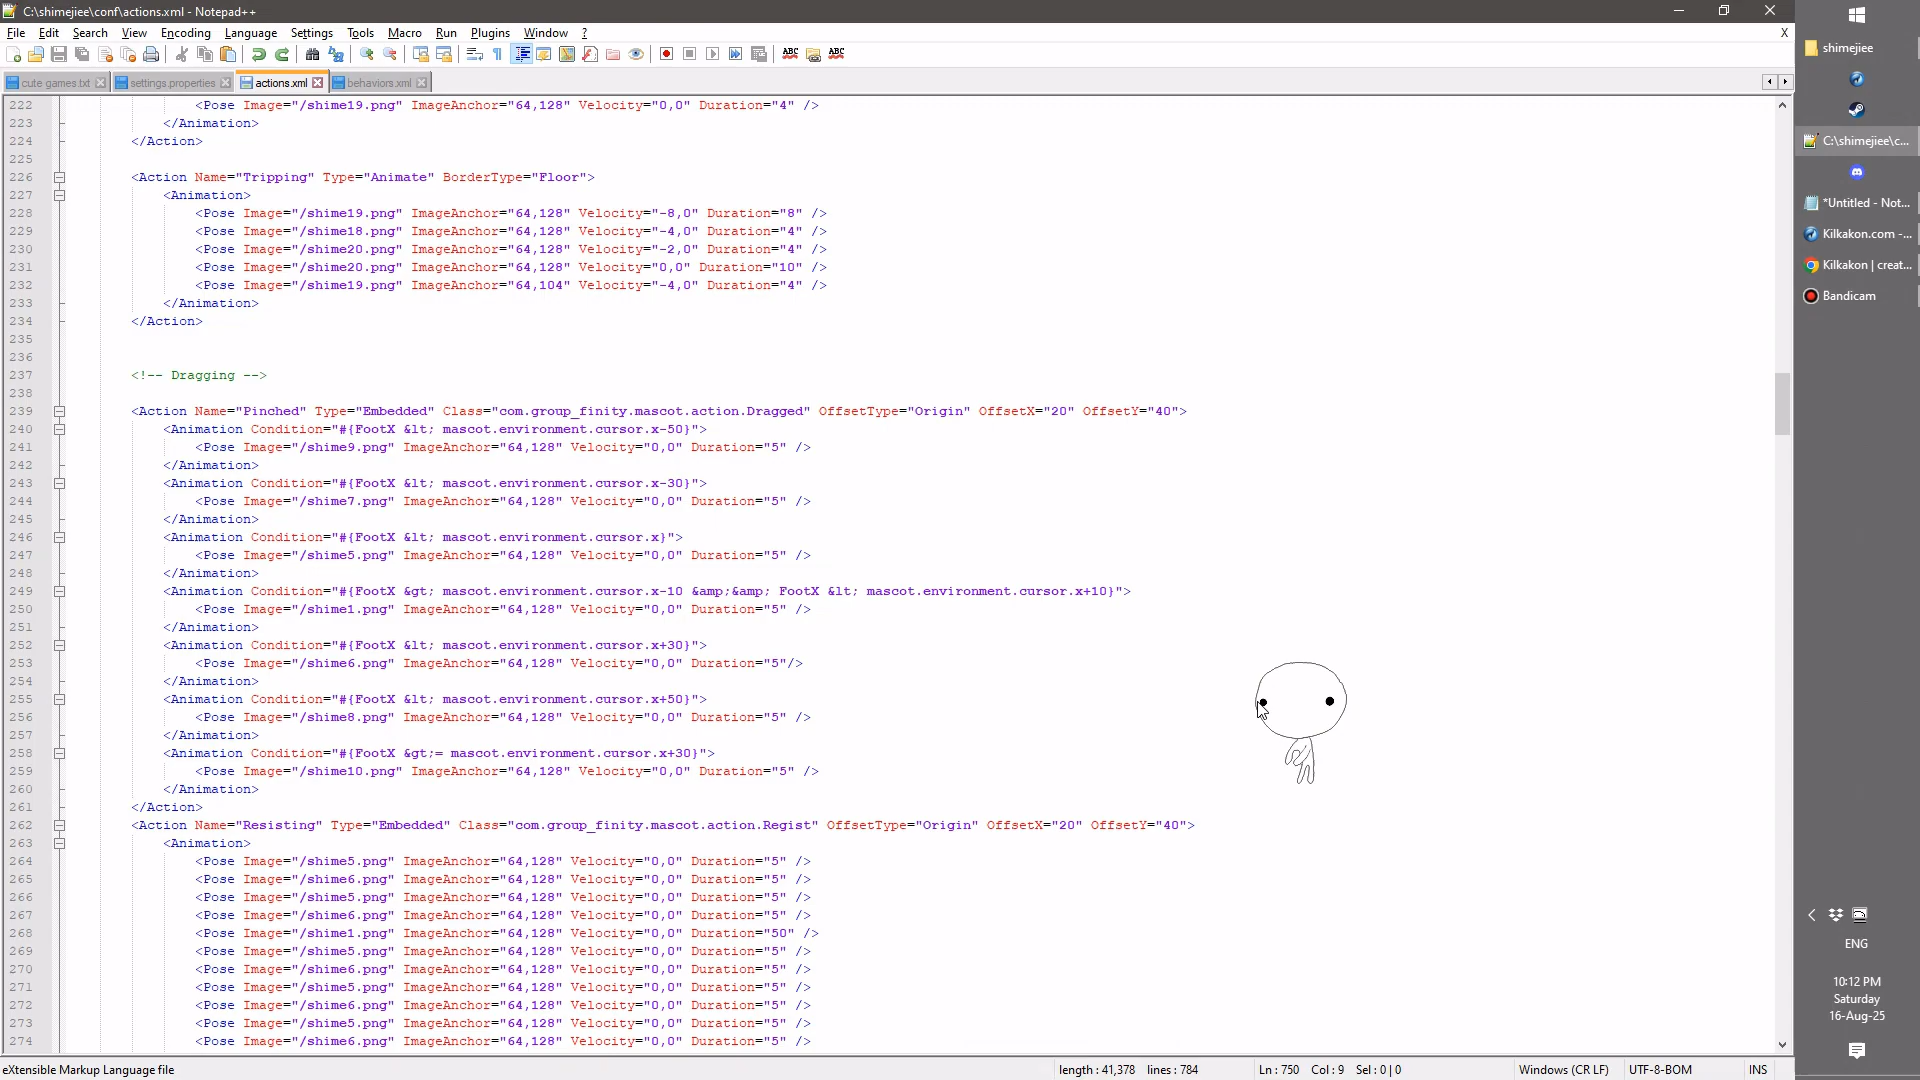 C:\shimejiee\conf\actions.xml - Notepad++
File Edit Search View Encoding Language Settings Tools Macro Run Plugins Window ? X
cute games.txt settings.properties actions.xml behaviors.xml
222 <Pose Image="/shime19.png" ImageAnchor="64,128" Velocity="0,0" Duration="4" />
223 </Animation>
224 </Action>
225
226 <Action Name="Tripping" Type="Animate" BorderType="Floor">
227 <Animation>
228 <Pose Image="/shime19.png" ImageAnchor="64,128" Velocity="-8,0" Duration="8" />
229 <Pose Image="/shime18.png" ImageAnchor="64,128" Velocity="-4,0" Duration="4" />
230 <Pose Image="/shime20.png" ImageAnchor="64,128" Velocity="-2,0" Duration="4" />
231 <Pose Image="/shime20.png" ImageAnchor="64,128" Velocity="0,0" Duration="10" />
232 <Pose Image="/shime19.png" ImageAnchor="64,104" Velocity="-4,0" Duration="4" />
233 </Animation>
234 </Action>
235
236
237 <!-- Dragging -->
238
239 <Action Name="Pinched" Type="Embedded" Class="com.group_finity.mascot.action.Dragged" OffsetType="Origin" OffsetX="20" OffsetY="40">
240 <Animation Condition="#{FootX &lt; mascot.environment.cursor.x-50}">
241 <Pose Image="/shime9.png" ImageAnchor="64,128" Velocity="0,0" Duration="5" />
242 </Animation>
243 <Animation Condition="#{FootX &lt; mascot.environment.cursor.x-30}">
244 <Pose Image="/shime7.png" ImageAnchor="64,128" Velocity="0,0" Duration="5" />
245 </Animation>
246 <Animation Condition="#{FootX &lt; mascot.environment.cursor.x}">
247 <Pose Image="/shime5.png" ImageAnchor="64,128" Velocity="0,0" Duration="5" />
248 </Animation>
249 <Animation Condition="#{FootX &gt; mascot.environment.cursor.x-10 &amp;&amp; FootX &lt; mascot.environment.cursor.x+10}">
250 <Pose Image="/shime1.png" ImageAnchor="64,128" Velocity="0,0" Duration="5" />
251 </Animation>
252 <Animation Condition="#{FootX &lt; mascot.environment.cursor.x+30}">
253 <Pose Image="/shime6.png" ImageAnchor="64,128" Velocity="0,0" Duration="5"/>
254 </Animation>
255 <Animation Condition="#{FootX &lt; mascot.environment.cursor.x+50}">
256 <Pose Image="/shime8.png" ImageAnchor="64,128" Velocity="0,0" Duration="5" />
257 </Animation>
258 <Animation Condition="#{FootX &gt;= mascot.environment.cursor.x+30}">
259 <Pose Image="/shime10.png" ImageAnchor="64,128" Velocity="0,0" Duration="5" />
260 </Animation>
261 </Action>
262 <Action Name="Resisting" Type="Embedded" Class="com.group_finity.mascot.action.Regist" OffsetType="Origin" OffsetX="20" OffsetY="40">
263 <Animation>
264 <Pose Image="/shime5.png" ImageAnchor="64,128" Velocity="0,0" Duration="5" />
265 <Pose Image="/shime6.png" ImageAnchor="64,128" Velocity="0,0" Duration="5" />
266 <Pose Image="/shime5.png" ImageAnchor="64,128" Velocity="0,0" Duration="5" />
267 <Pose Image="/shime6.png" ImageAnchor="64,128" Velocity="0,0" Duration="5" />
268 <Pose Image="/shime1.png" ImageAnchor="64,128" Velocity="0,0" Duration="50" />
269 <Pose Image="/shime5.png" ImageAnchor="64,128" Velocity="0,0" Duration="5" />
270 <Pose Image="/shime6.png" ImageAnchor="64,128" Velocity="0,0" Duration="5" />
271 <Pose Image="/shime5.png" ImageAnchor="64,128" Velocity="0,0" Duration="5" />
272 <Pose Image="/shime6.png" ImageAnchor="64,128" Velocity="0,0" Duration="5" />
273 <Pose Image="/shime5.png" ImageAnchor="64,128" Velocity="0,0" Duration="5" />
274 <Pose Image="/shime6.png" ImageAnchor="64,128" Velocity="0,0" Duration="5" />
eXtensible Markup Language file length : 41,378 lines : 784 Ln : 750 Col : 9 Sel : 0 | 0 Windows (CR LF) UTF-8-BOM INS
shimejiee
C:\shimejiee\c...
*Untitled - Not...
Kilkakon.com -...
Kilkakon | creat...
Bandicam
ENG
10:12 PM
Saturday
16-Aug-25